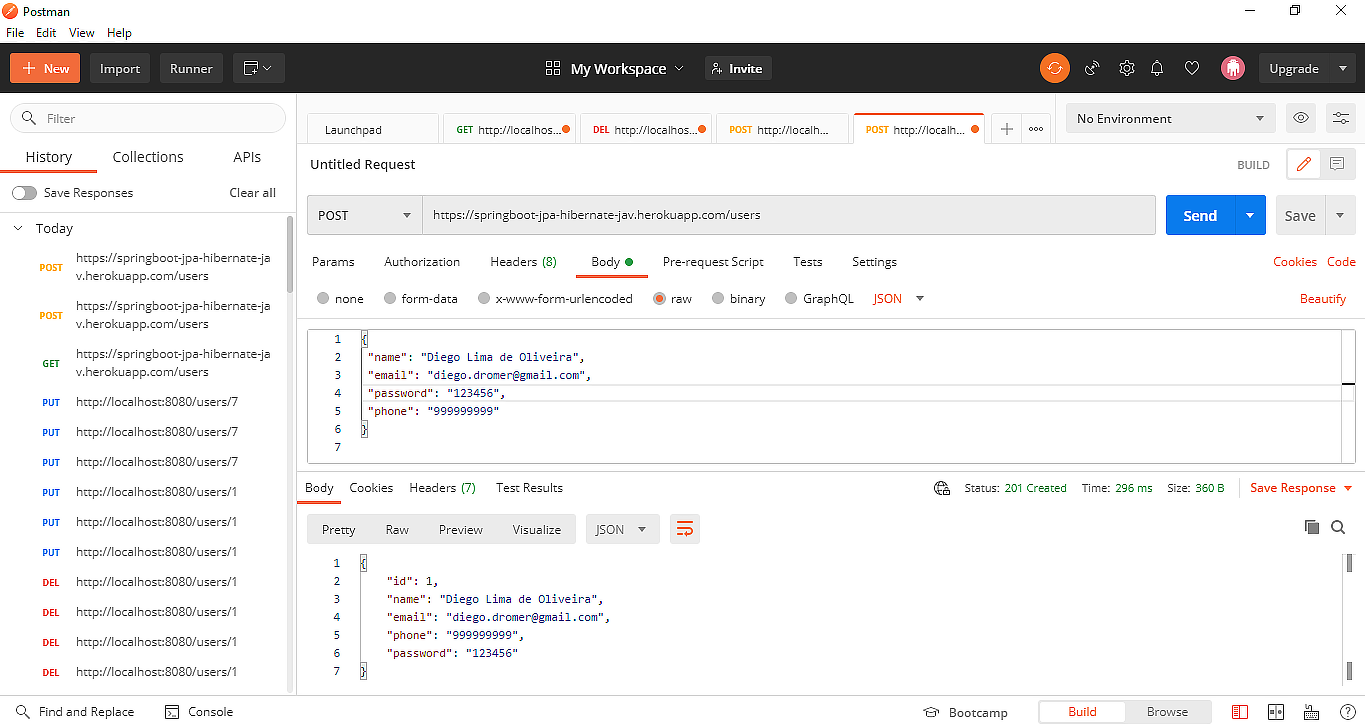 Postman
File Edit View Help
New Import Runner My Workspace Invite Upgrade
Filter
History Collections APIs
Save Responses Clear all
Today
POST https://springboot-jpa-hibernate-ja
v.herokuapp.com/users
POST https://springboot-jpa-hibernate-ja
v.herokuapp.com/users
GET https://springboot-jpa-hibernate-ja
v.herokuapp.com/users
PUT http://localhost:8080/users/7
PUT http://localhost:8080/users/7
PUT http://localhost:8080/users/7
PUT http://localhost:8080/users/1
PUT http://localhost:8080/users/1
PUT http://localhost:8080/users/1
DEL http://localhost:8080/users/1
DEL http://localhost:8080/users/1
DEL http://localhost:8080/users/1
DEL http://localhost:8080/users/1
Launchpad GET http://localhos... DEL http://localhos... POST http://localh... POST http://localh... No Environment
Untitled Request BUILD
POST https://springboot-jpa-hibernate-jav.herokuapp.com/users Send Save
Params Authorization Headers (8) Body Pre-request Script Tests Settings Cookies Code
none form-data x-www-form-urlencoded raw binary GraphQL JSON Beautify
1 {
2 "name": "Diego Lima de Oliveira",
3 "email": "diego.dromer@gmail.com",
4 "password": "123456",
5 "phone": "999999999"
6 }
7
Body Cookies Headers (7) Test Results Status: 201 Created Time: 296 ms Size: 360 B Save Response
Pretty Raw Preview Visualize JSON
1 {
2 "id": 1,
3 "name": "Diego Lima de Oliveira",
4 "email": "diego.dromer@gmail.com",
5 "phone": "999999999",
6 "password": "123456"
7 }
Find and Replace Console Bootcamp Build Browse